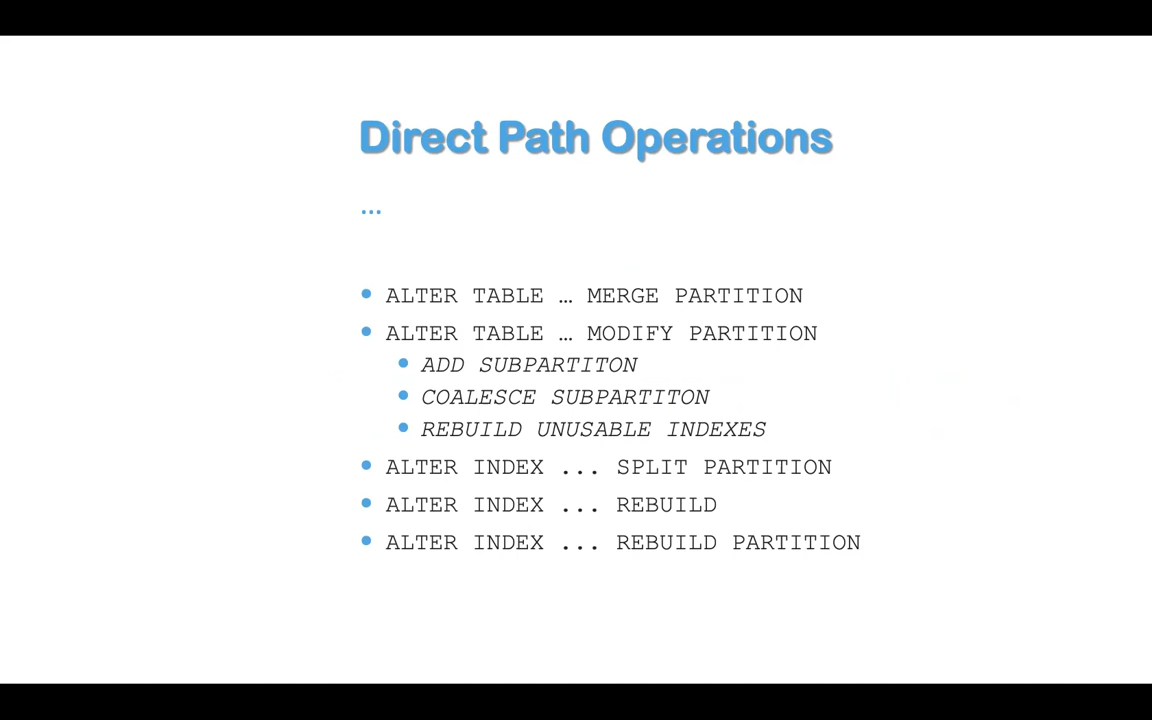 Direct Path Operations
...
• ALTER TABLE … MERGE PARTITION
• ALTER TABLE … MODIFY PARTITION
• ADD SUBPARTITON
• COALESCE SUBPARTITON
• REBUILD UNUSABLE INDEXES
• ALTER INDEX ... SPLIT PARTITION
• ALTER INDEX ... REBUILD
• ALTER INDEX ... REBUILD PARTITION